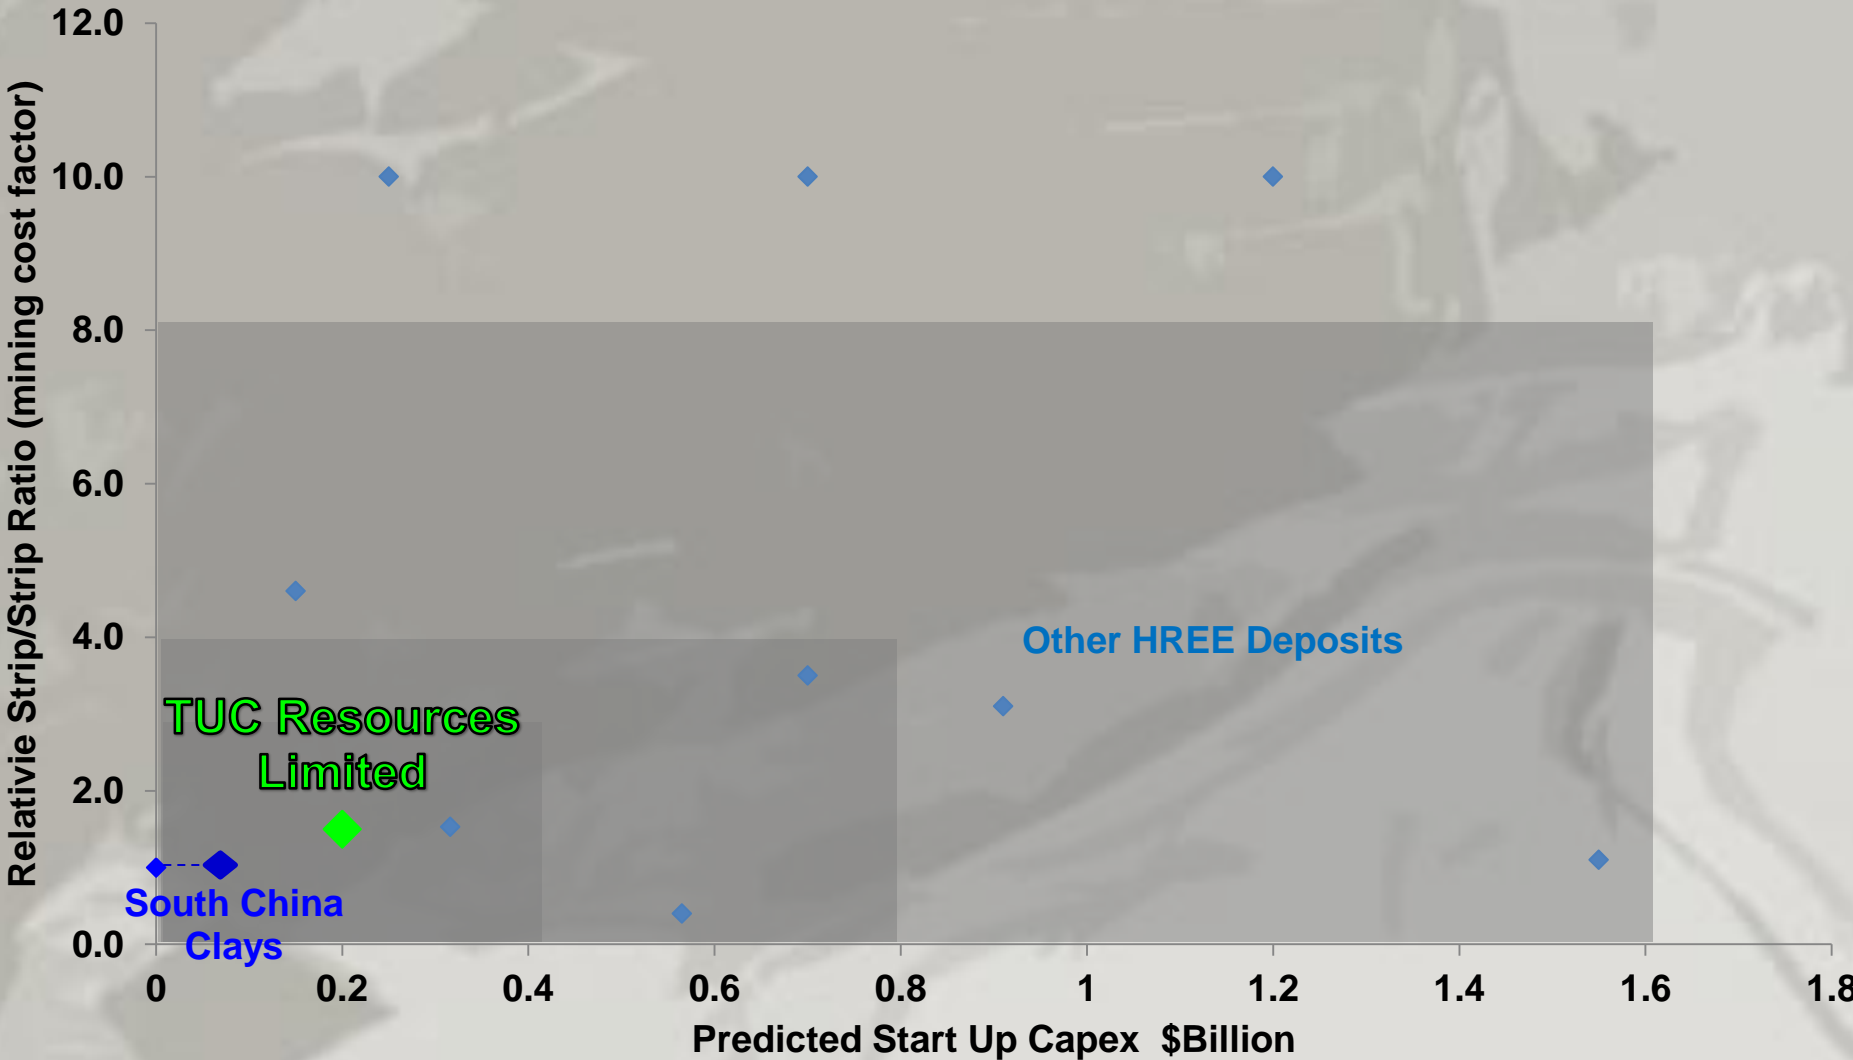 12.0
10.0
8.0
6.0
4.0
2.0
0.0
Relativie Strip/Strip Ratio (mining cost factor)
Other HREE Deposits
TUC Resources
Limited
South China
Clays
0 0.2 0.4 0.6 0.8 1 1.2 1.4 1.6 1.8
Predicted Start Up Capex $Billion